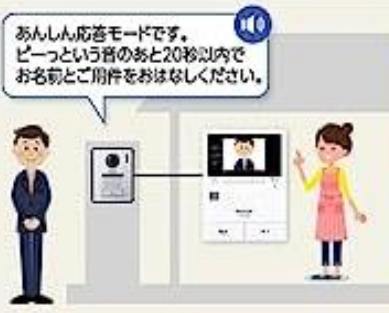 あんしん応答モードです。
ピーっという音のあと20秒以内で
お名前とご用件をおはなしください。